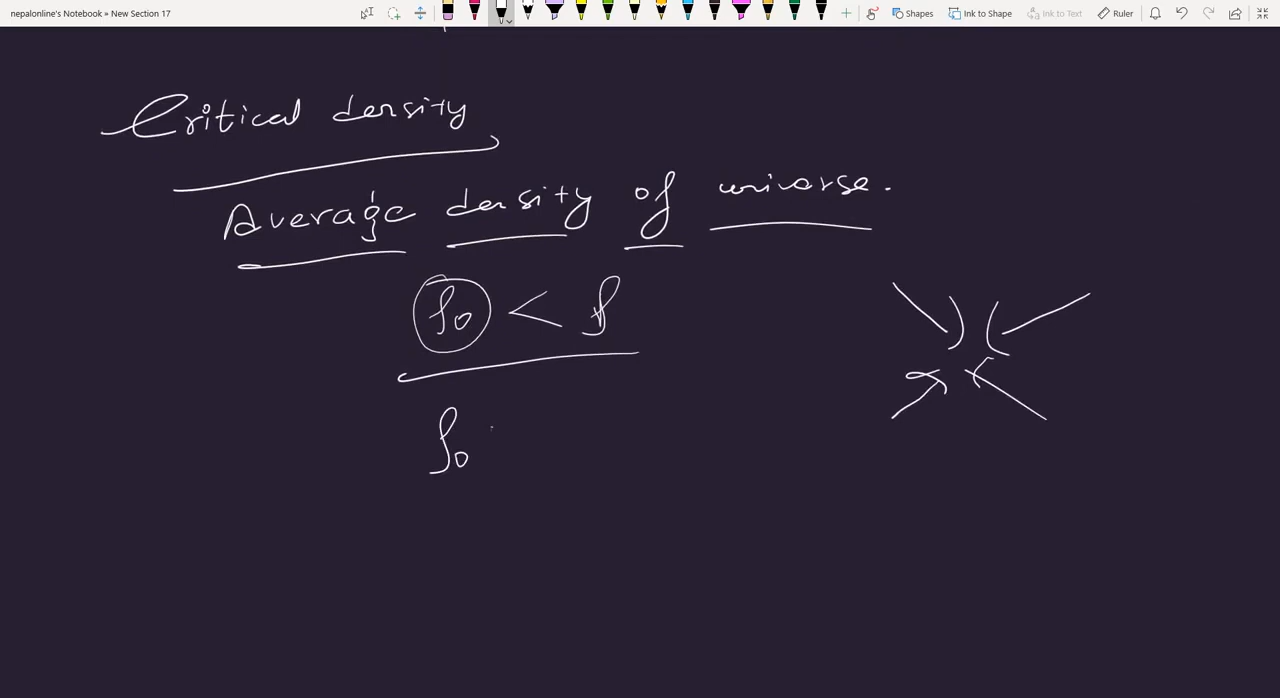 nepalonline's Notebook » New Section 17
Shapes Ink to Shape Ink to Text Ruler
Critical density
Average density of universe.
ρ₀ < ρ
ρ₀